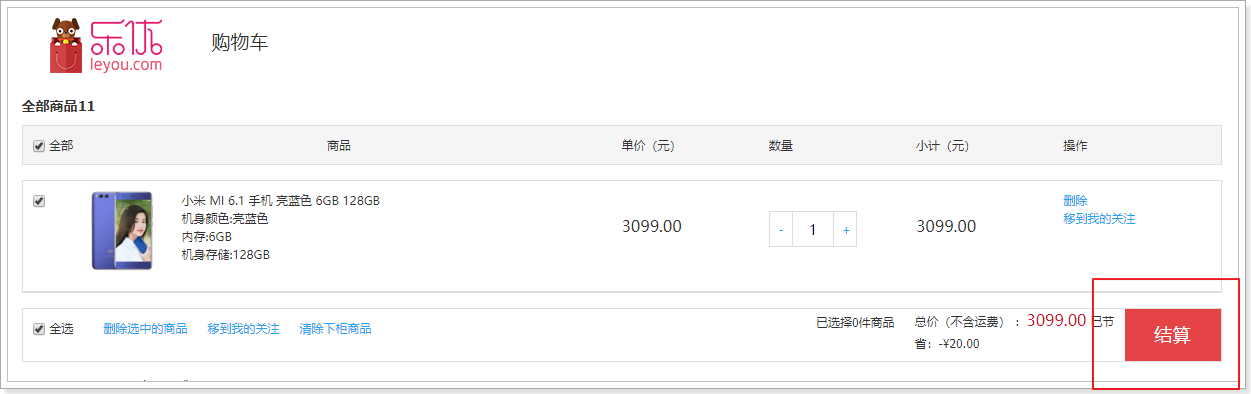 乐优
leyou.com
购物车
全部商品11
全部 商品 单价（元） 数量 小计（元） 操作
小米 MI 6.1 手机 亮蓝色 6GB 128GB
机身颜色:亮蓝色
内存:6GB
机身存储:128GB
3099.00 - 1 + 3099.00
删除
移到我的关注
全选 删除选中的商品 移到我的关注 清除下柜商品
已选择0件商品
总价（不含运费）：3099.00 已节
省：-¥20.00
结算